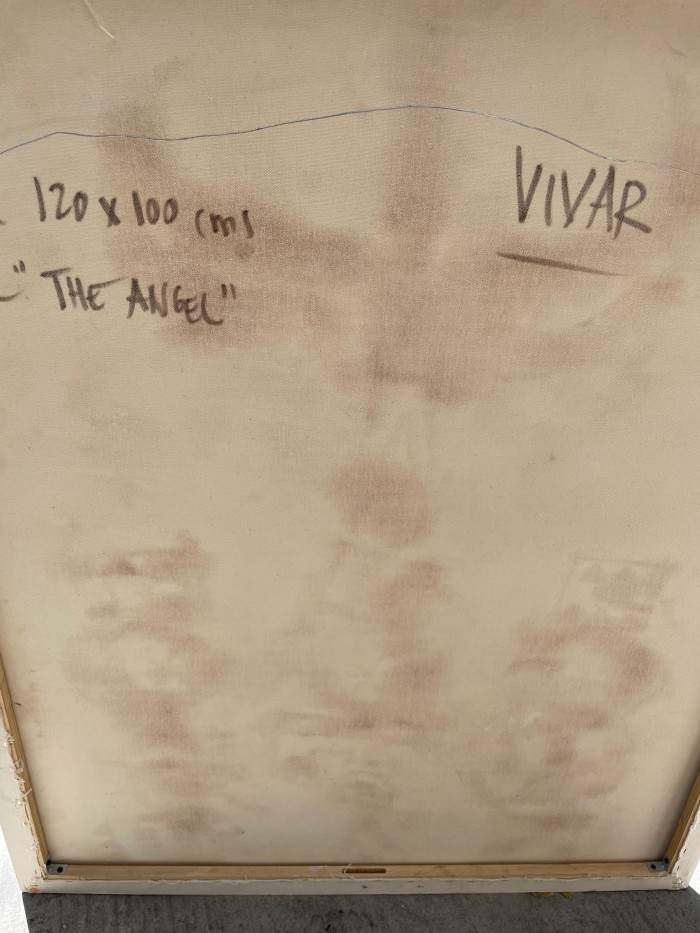 120 x 100 cms
VIVAR
"THE ANGEL"